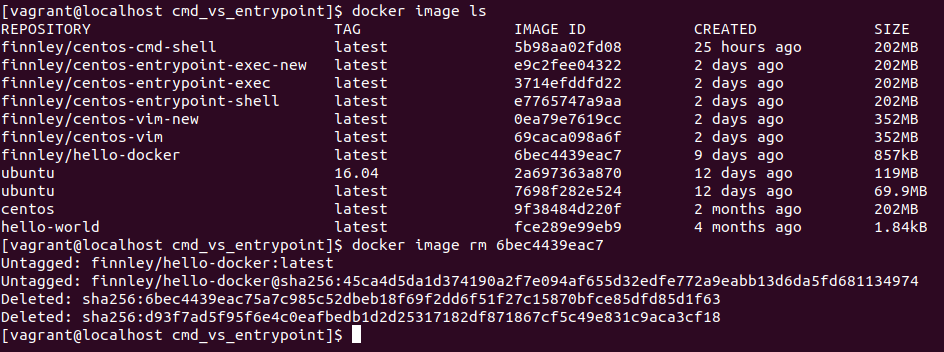 [vagrant@localhost cmd_vs_entrypoint]$ docker image ls
REPOSITORY TAG IMAGE ID CREATED SIZE
finnley/centos-cmd-shell latest 5b98aa02fd08 25 hours ago 202MB
finnley/centos-entrypoint-exec-new latest e9c2fee04322 2 days ago 202MB
finnley/centos-entrypoint-exec latest 3714efddfd22 2 days ago 202MB
finnley/centos-entrypoint-shell latest e7765747a9aa 2 days ago 202MB
finnley/centos-vim-new latest 0ea79e7619cc 2 days ago 352MB
finnley/centos-vim latest 69caca098a6f 2 days ago 352MB
finnley/hello-docker latest 6bec4439eac7 9 days ago 857kB
ubuntu 16.04 2a697363a870 12 days ago 119MB
ubuntu latest 7698f282e524 12 days ago 69.9MB
centos latest 9f38484d220f 2 months ago 202MB
hello-world latest fce289e99eb9 4 months ago 1.84kB
[vagrant@localhost cmd_vs_entrypoint]$ docker image rm 6bec4439eac7
Untagged: finnley/hello-docker:latest
Untagged: finnley/hello-docker@sha256:45ca4d5da1d374190a2f7e094af655d32edfe772a9eabb13d6da5fd681134974
Deleted: sha256:6bec4439eac75a7c985c52dbeb18f69f2dd6f51f27c15870bfce85dfd85d1f63
Deleted: sha256:d93f7ad5f95f6e4c0eafbedb1d2d25317182df871867cf5c49e831c9aca3cf18
[vagrant@localhost cmd_vs_entrypoint]$